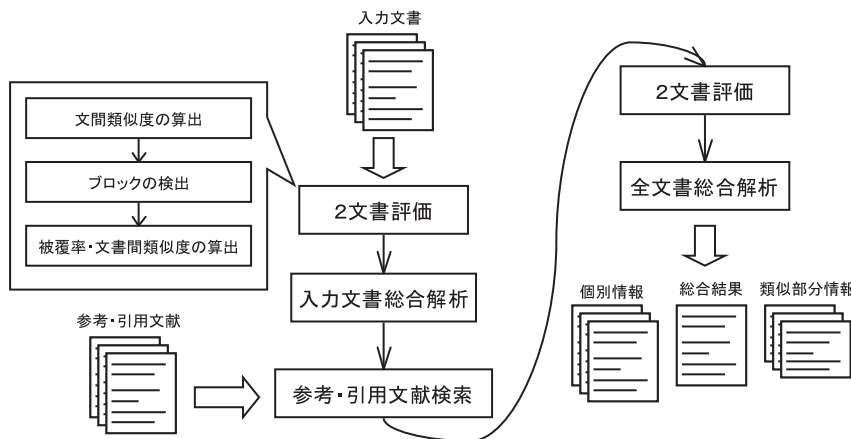 入力文書
文間類似度の算出
ブロックの検出
被覆率・文書間類似度の算出
2文書評価
入力文書総合解析
参考・引用文献
参考・引用文献検索
2文書評価
全文書総合解析
個別情報
総合結果
類似部分情報